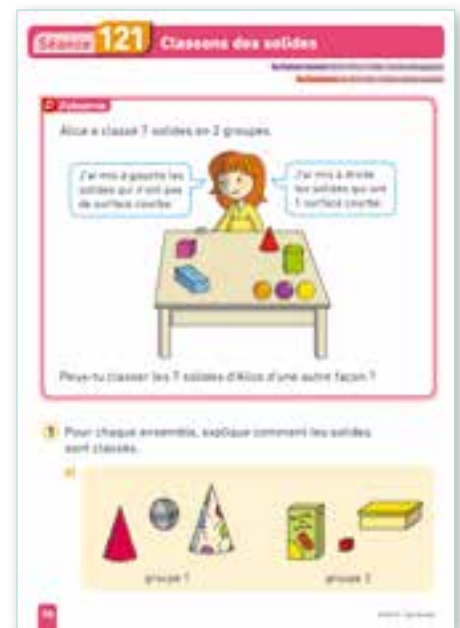 Séance 121 Classons des solides
Alice a classé 7 solides en 2 groupes.
J'ai mis à gauche les
solides qui n'ont pas
de surface courbe.
J'ai mis à droite
les solides qui ont
1 surface courbe.
Peux-tu classer les 7 solides d'Alice d'une autre façon ?
1 Pour chaque ensemble, explique comment les solides
sont classés.
a)
groupe 1
groupe 2